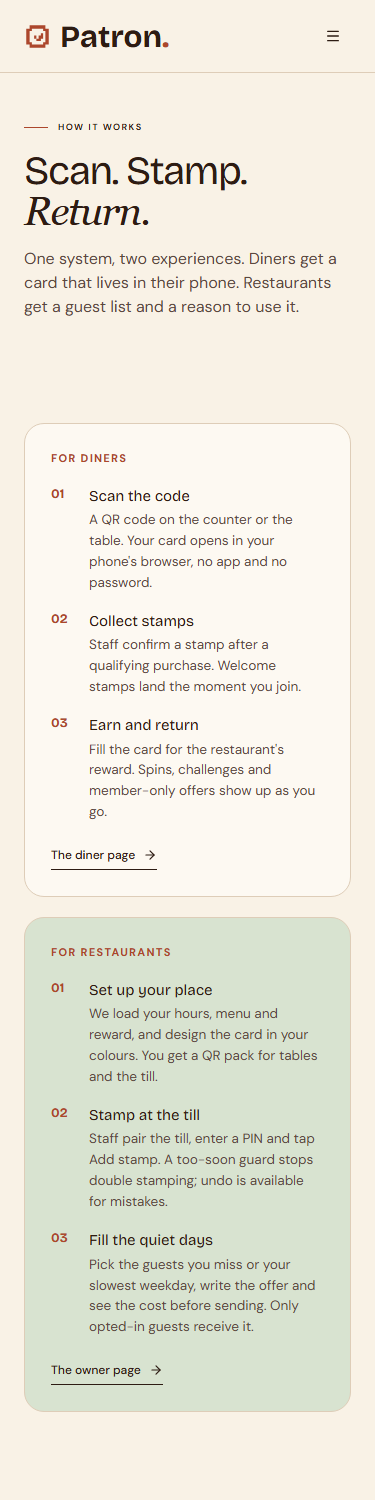 Patron.
HOW IT WORKS
Scan. Stamp.
Return.
One system, two experiences. Diners get a
card that lives in their phone. Restaurants
get a guest list and a reason to use it.
FOR DINERS
01 Scan the code
A QR code on the counter or the
table. Your card opens in your
phone's browser, no app and no
password.
02 Collect stamps
Staff confirm a stamp after a
qualifying purchase. Welcome
stamps land the moment you join.
03 Earn and return
Fill the card for the restaurant's
reward. Spins, challenges and
member-only offers show up as you
go.
The diner page →
FOR RESTAURANTS
01 Set up your place
We load your hours, menu and
reward, and design the card in your
colours. You get a QR pack for tables
and the till.
02 Stamp at the till
Staff pair the till, enter a PIN and tap
Add stamp. A too-soon guard stops
double stamping; undo is available
for mistakes.
03 Fill the quiet days
Pick the guests you miss or your
slowest weekday, write the offer and
see the cost before sending. Only
opted-in guests receive it.
The owner page →